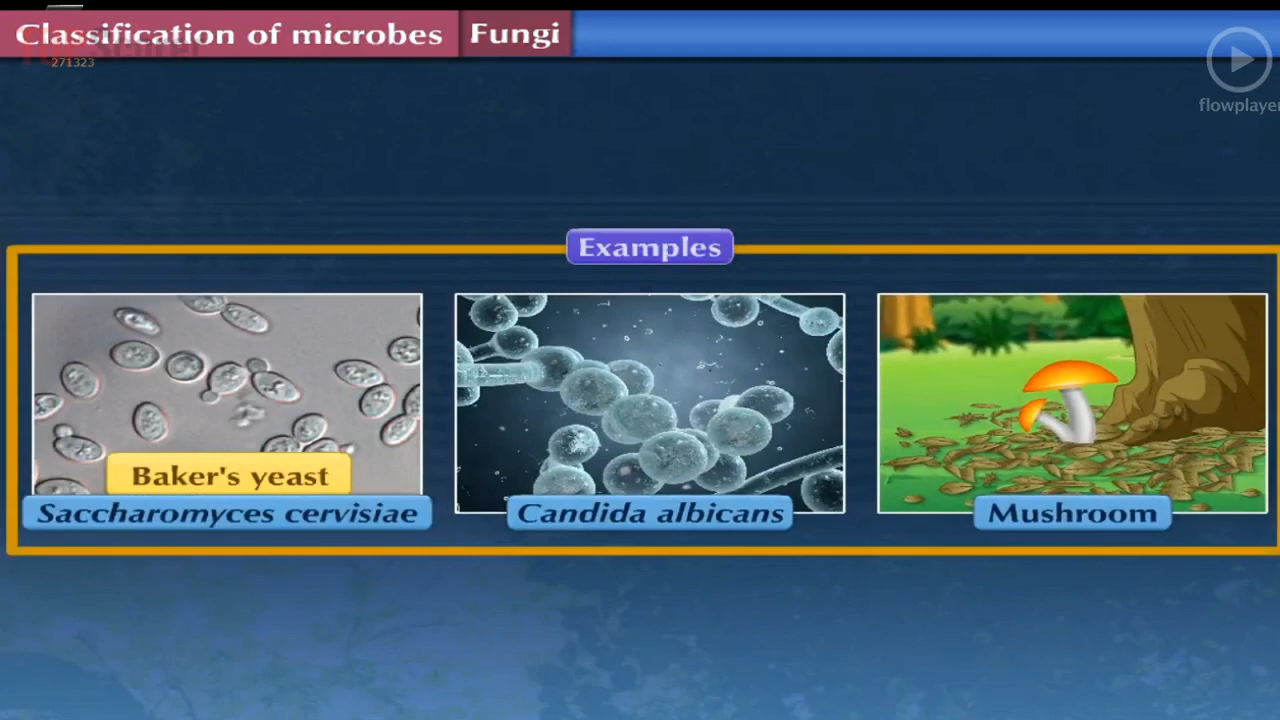 Classification of microbes Fungi
271323
flowplayer
Examples
Baker's yeast
Saccharomyces cervisiae
Candida albicans
Mushroom